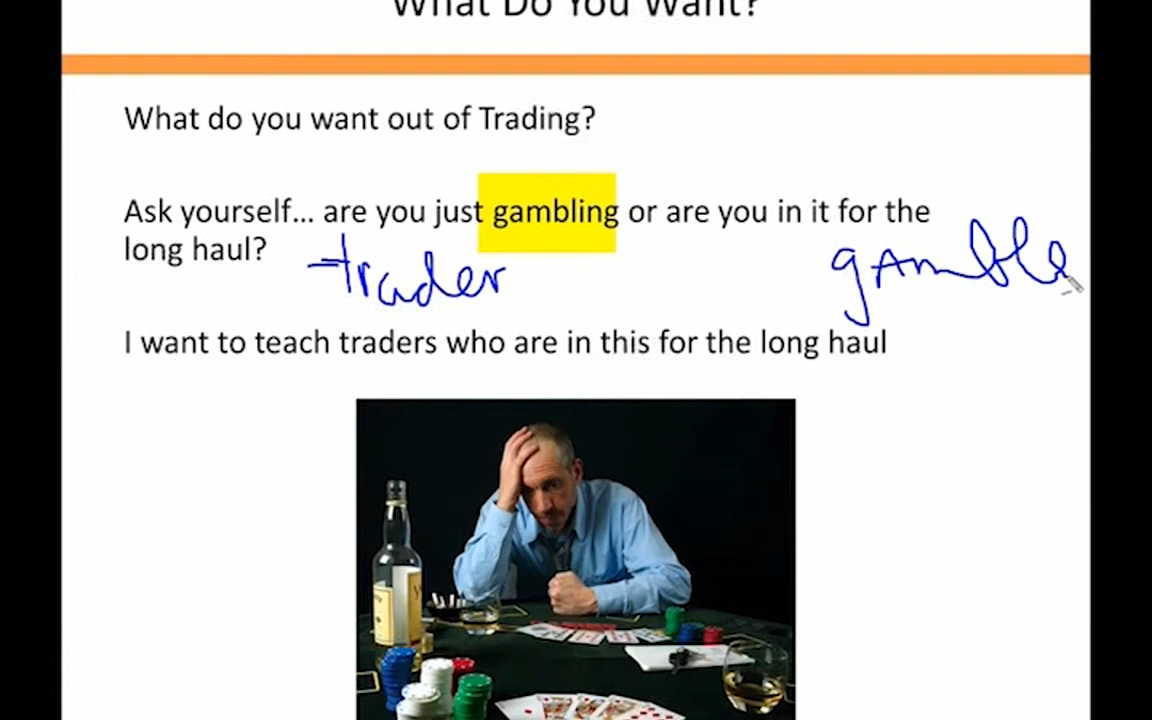 What Do You Want?
What do you want out of Trading?
Ask yourself... are you just gambling or are you in it for the
long haul?
trader gamble
I want to teach traders who are in this for the long haul